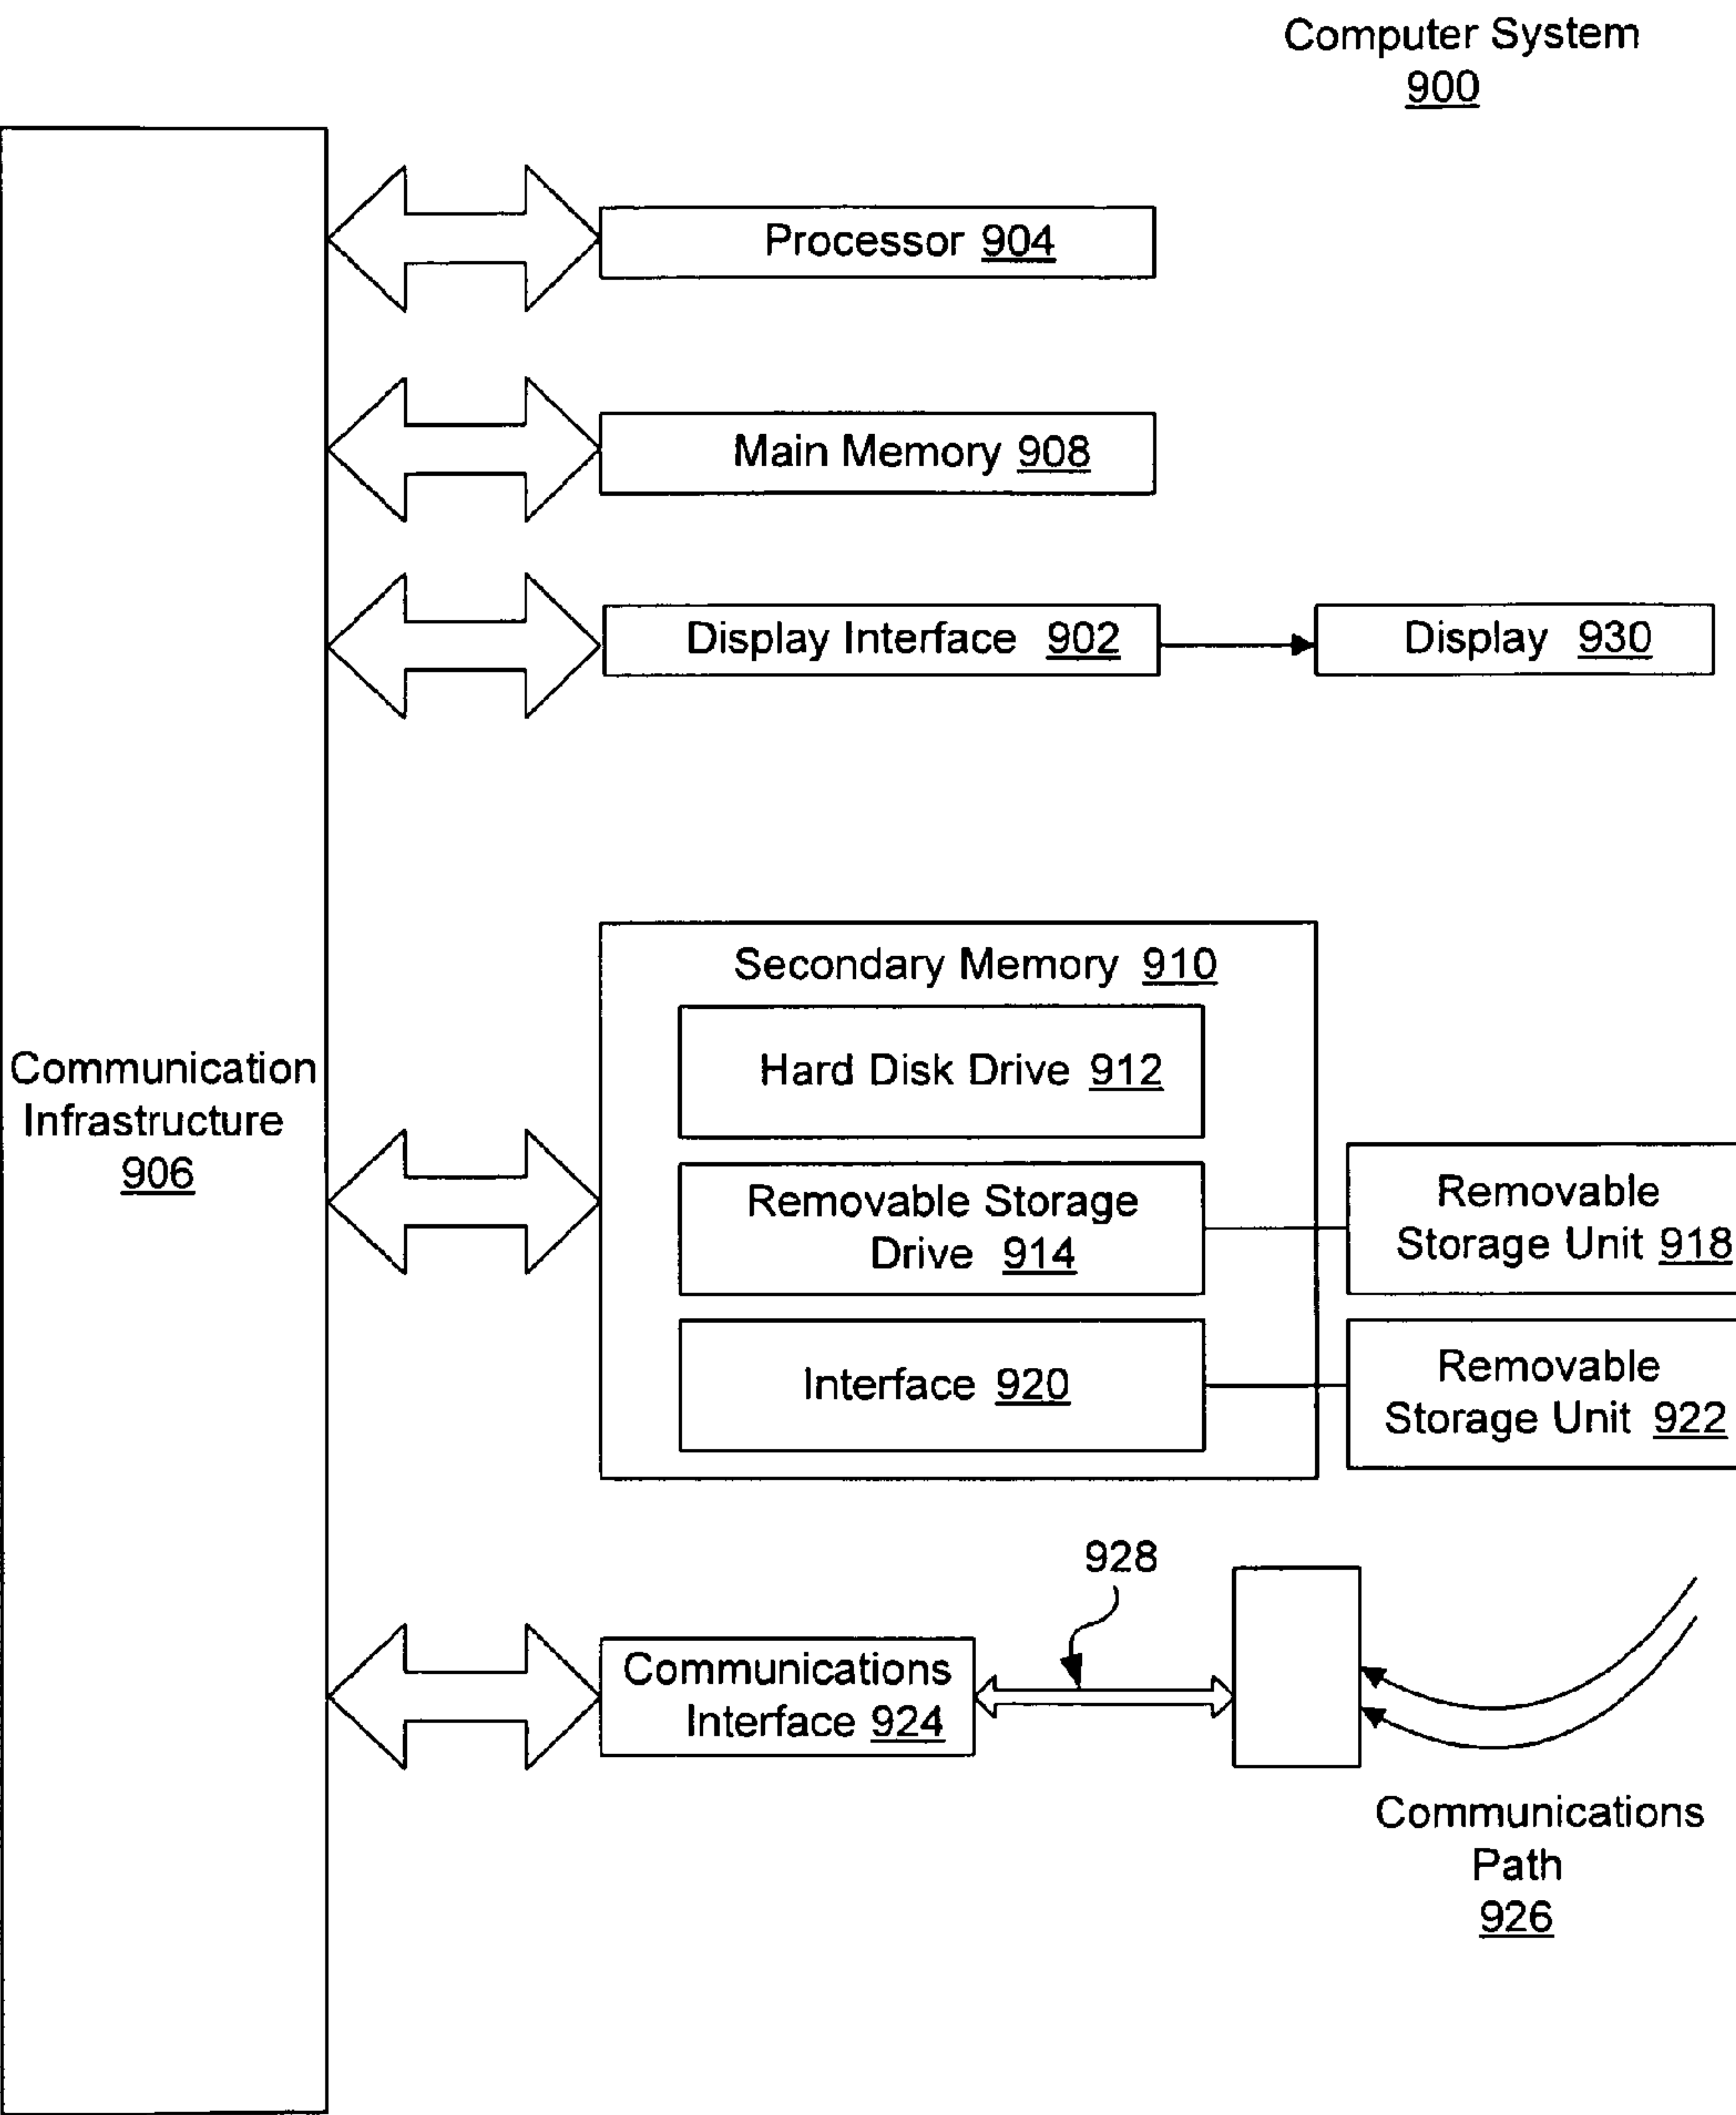 Computer System
900
Processor 904
Main Memory 908
Display Interface 902
Display 930
Secondary Memory 910
Hard Disk Drive 912
Communication
Infrastructure
906
Removable Storage
Drive 914
Removable
Storage Unit 918
Interface 920
Removable
Storage Unit 922
928
Communications
Interface 924
Communications
Path
926